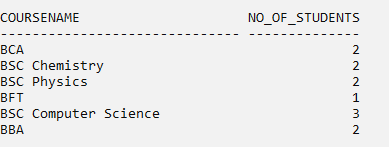 COURSENAME NO_OF_STUDENTS
------------------------------ --------------
BCA 2
BSC Chemistry 2
BSC Physics 2
BFT 1
BSC Computer Science 3
BBA 2